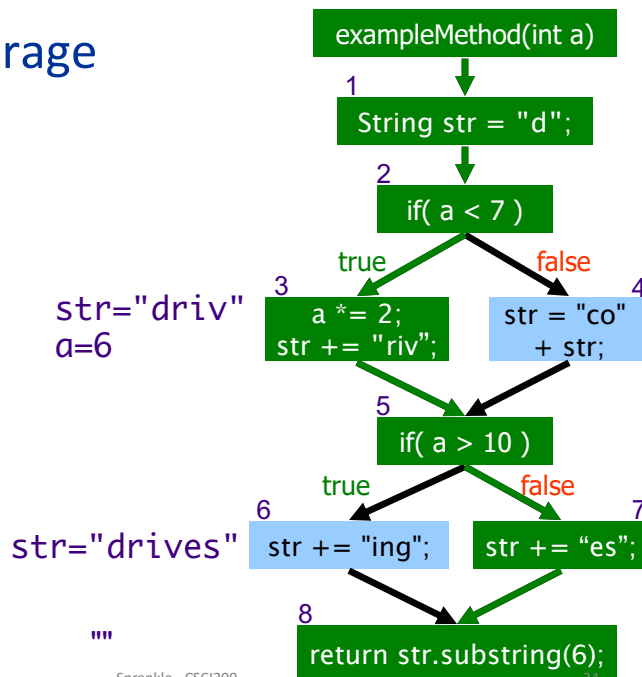 rage
exampleMethod(int a)
1
String str = "d";
2
if( a < 7 )
true
false
3
4
str="driv"
a=6
a *= 2;
str += "riv”;
str = "co"
+ str;
5
if( a > 10 )
true
false
6
7
str="drives"
str += "ing";
str += “es”;
8
""
return str.substring(6);